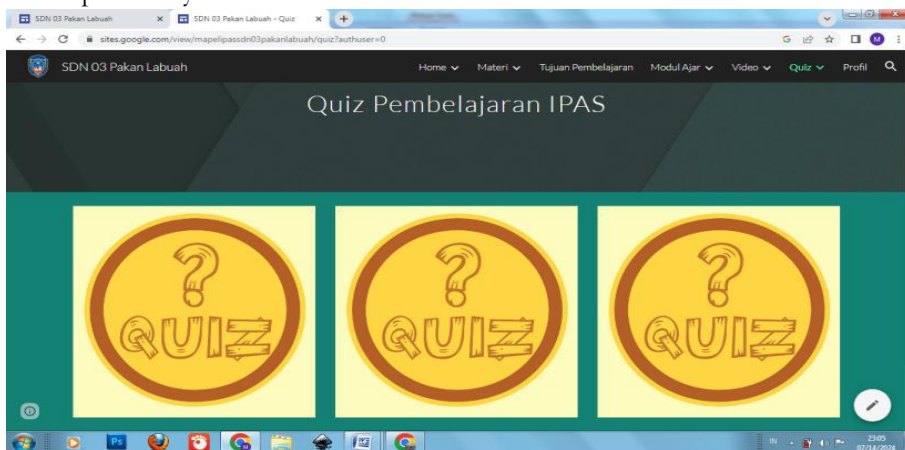 SDN 03 Pakan Labuah
SDN 03 Pakan Labuah - Quiz
sites.google.com/view/mapelipassdn03pakanlabuah/quiz?authuser=0
SDN 03 Pakan Labuah
Home Materi Tujuan Pembelajaran Modul Ajar Video Quiz Profil
Quiz Pembelajaran IPAS
? QUIZ
? QUIZ
? QUIZ
IN
23:05
07/14/2024